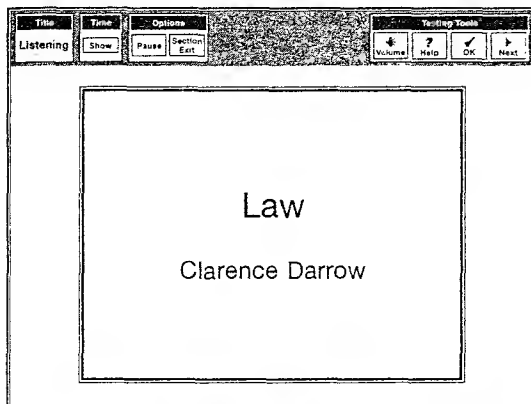 Title
Time
Options
Testing Tools
Listening
Show
Pause
Section
Exit
Volume
?
Help
OK
Next
Law
Clarence Darrow